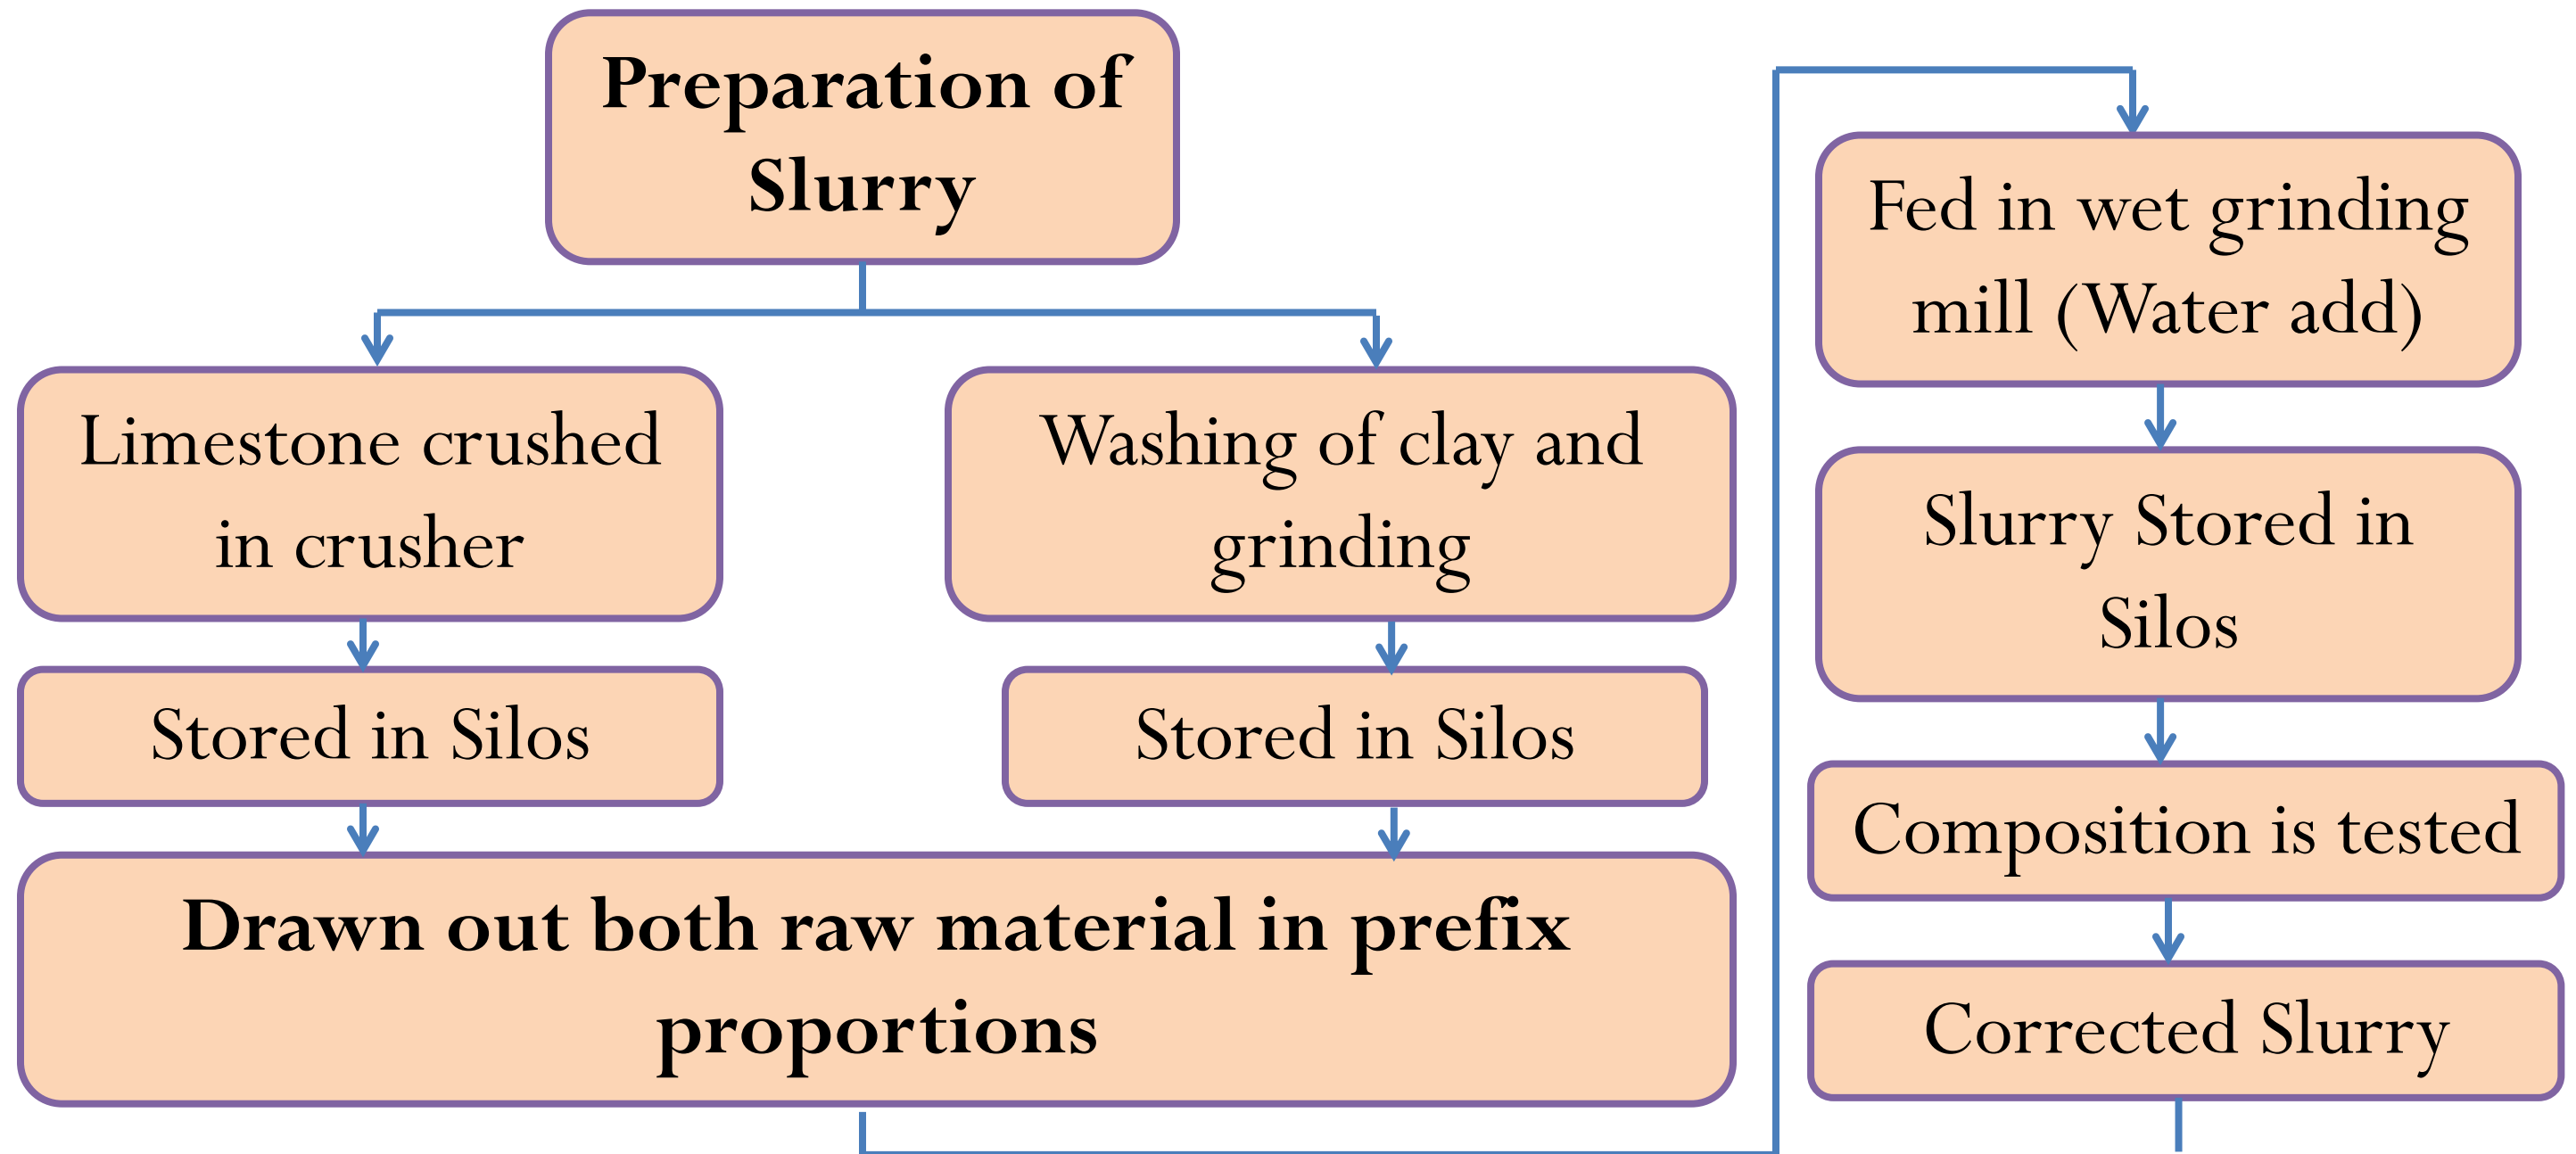 Preparation of
Slurry
Limestone crushed
in crusher
Washing of clay and
grinding
Stored in Silos
Stored in Silos
Drawn out both raw material in prefix
proportions
Fed in wet grinding
mill (Water add)
Slurry Stored in
Silos
Composition is tested
Corrected Slurry